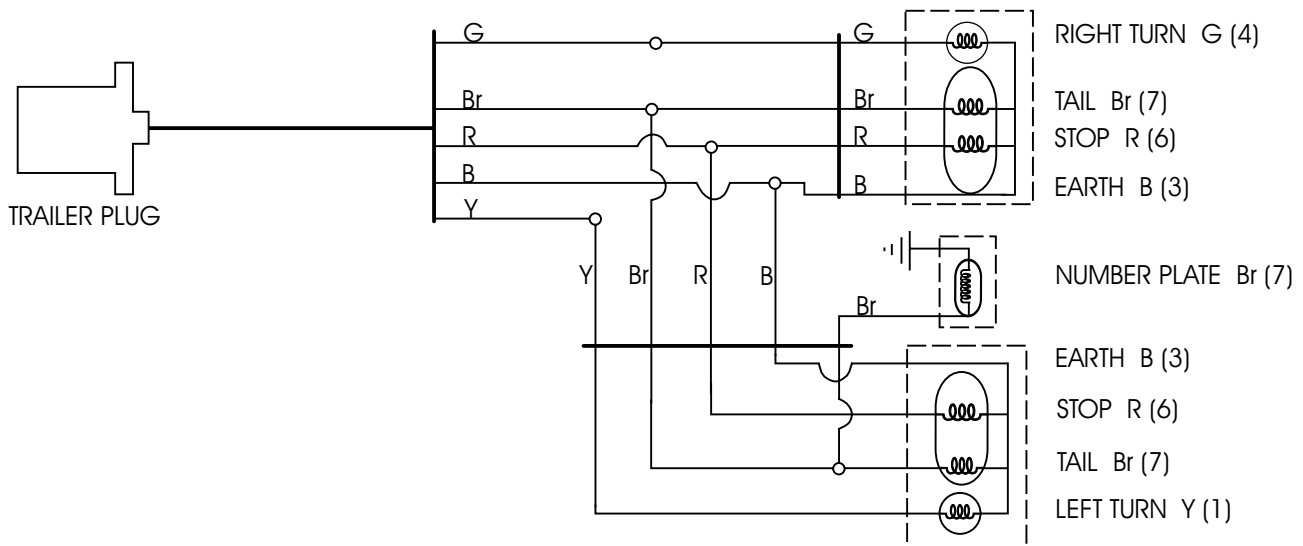 G
G
RIGHT TURN G (4)
Br
Br
TAIL Br (7)
R
R
STOP R (6)
B
B
EARTH B (3)
Y
TRAILER PLUG
Y
Br
R
B
NUMBER PLATE Br (7)
Br
EARTH B (3)
STOP R (6)
TAIL Br (7)
LEFT TURN Y (1)